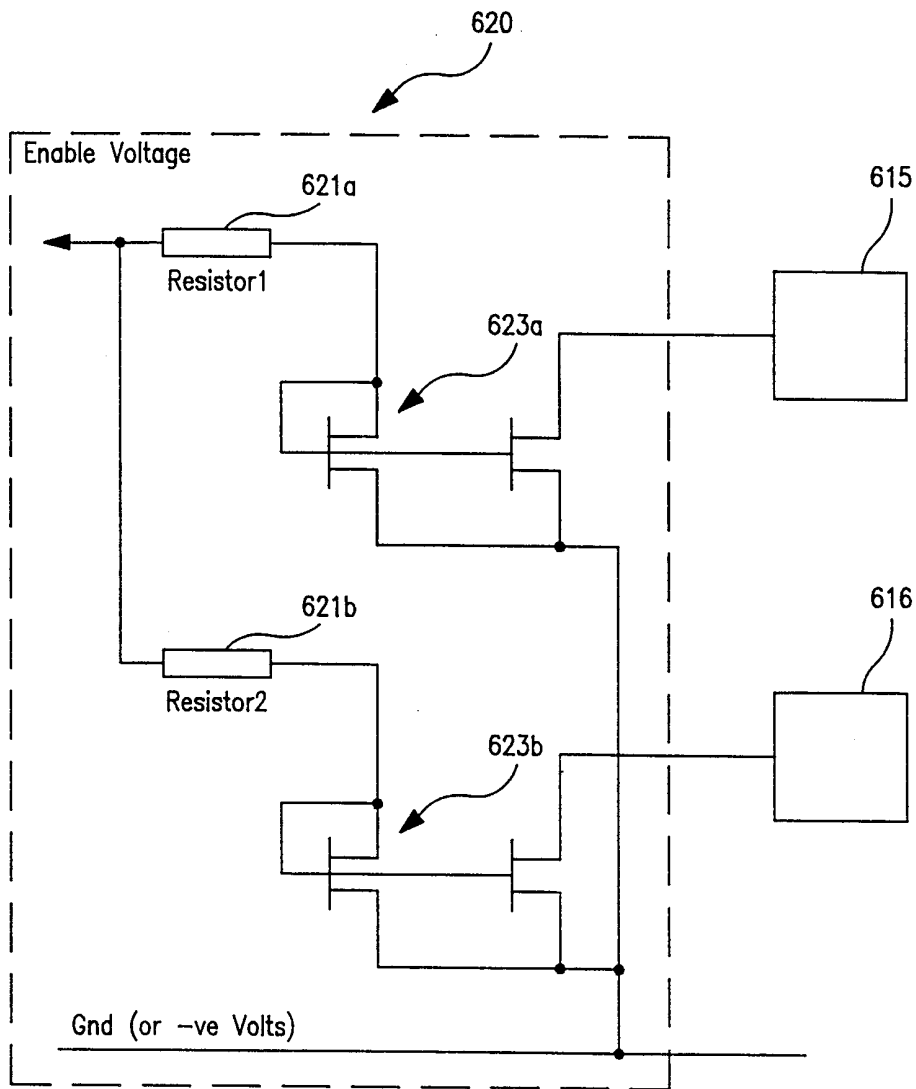 620
Enable Voltage
621a
615
Resistor1
623a
621b
616
Resistor2
623b
Gnd (or -ve Volts)